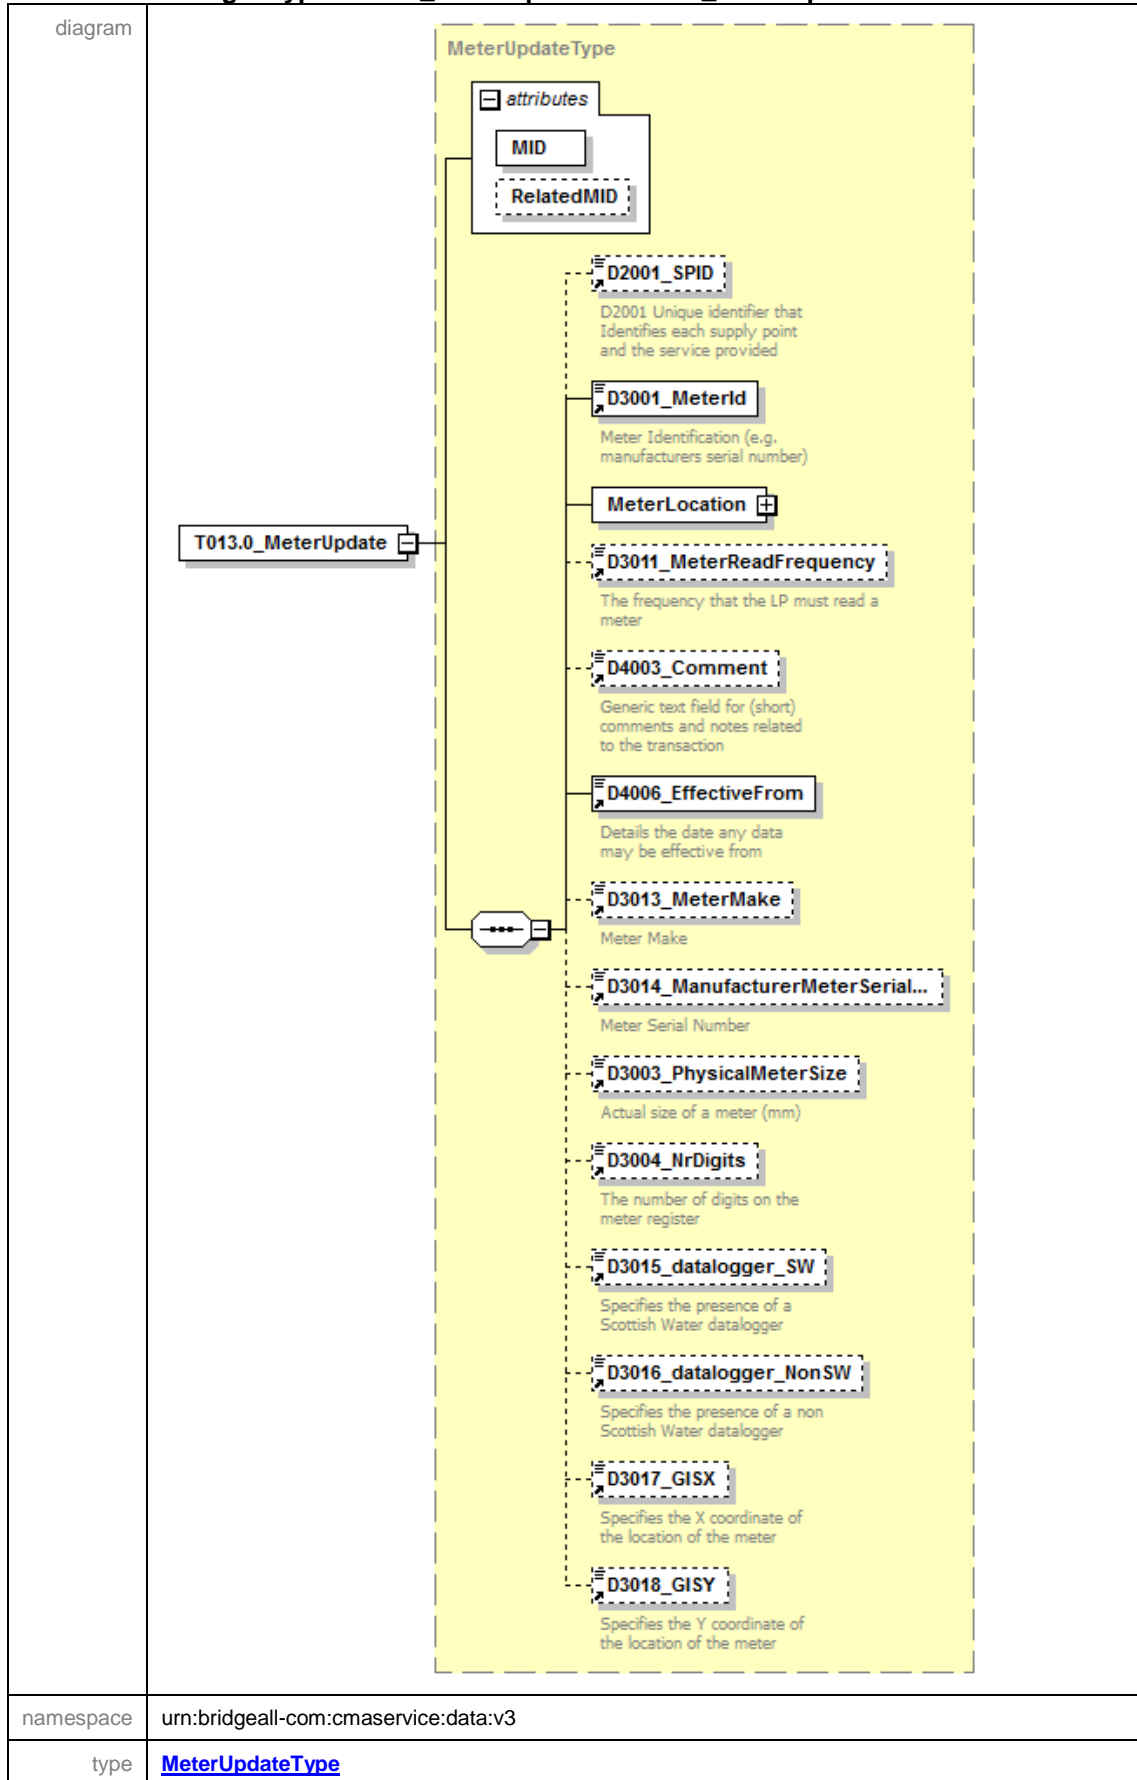 diagram
MeterUpdateType
attributes
MID
RelatedMID
D2001_SPID
D2001 Unique identifier that
Identifies each supply point
and the service provided
D3001_MeterId
Meter Identification (e.g.
manufacturers serial number)
MeterLocation
T013.0_MeterUpdate
D3011_MeterReadFrequency
The frequency that the LP must read a
meter
D4003_Comment
Generic text field for (short)
comments and notes related
to the transaction
D4006_EffectiveFrom
Details the date any data
may be effective from
D3013_MeterMake
Meter Make
D3014_ManufacturerMeterSerial...
Meter Serial Number
D3003_PhysicalMeterSize
Actual size of a meter (mm)
D3004_NrDigits
The number of digits on the
meter register
D3015_datalogger_SW
Specifies the presence of a
Scottish Water datalogger
D3016_datalogger_NonSW
Specifies the presence of a non
Scottish Water datalogger
D3017_GISX
Specifies the X coordinate of
the location of the meter
D3018_GISY
Specifies the Y coordinate of
the location of the meter
namespace
urn:bridgeall-com:cmaservice:data:v3
type
MeterUpdateType